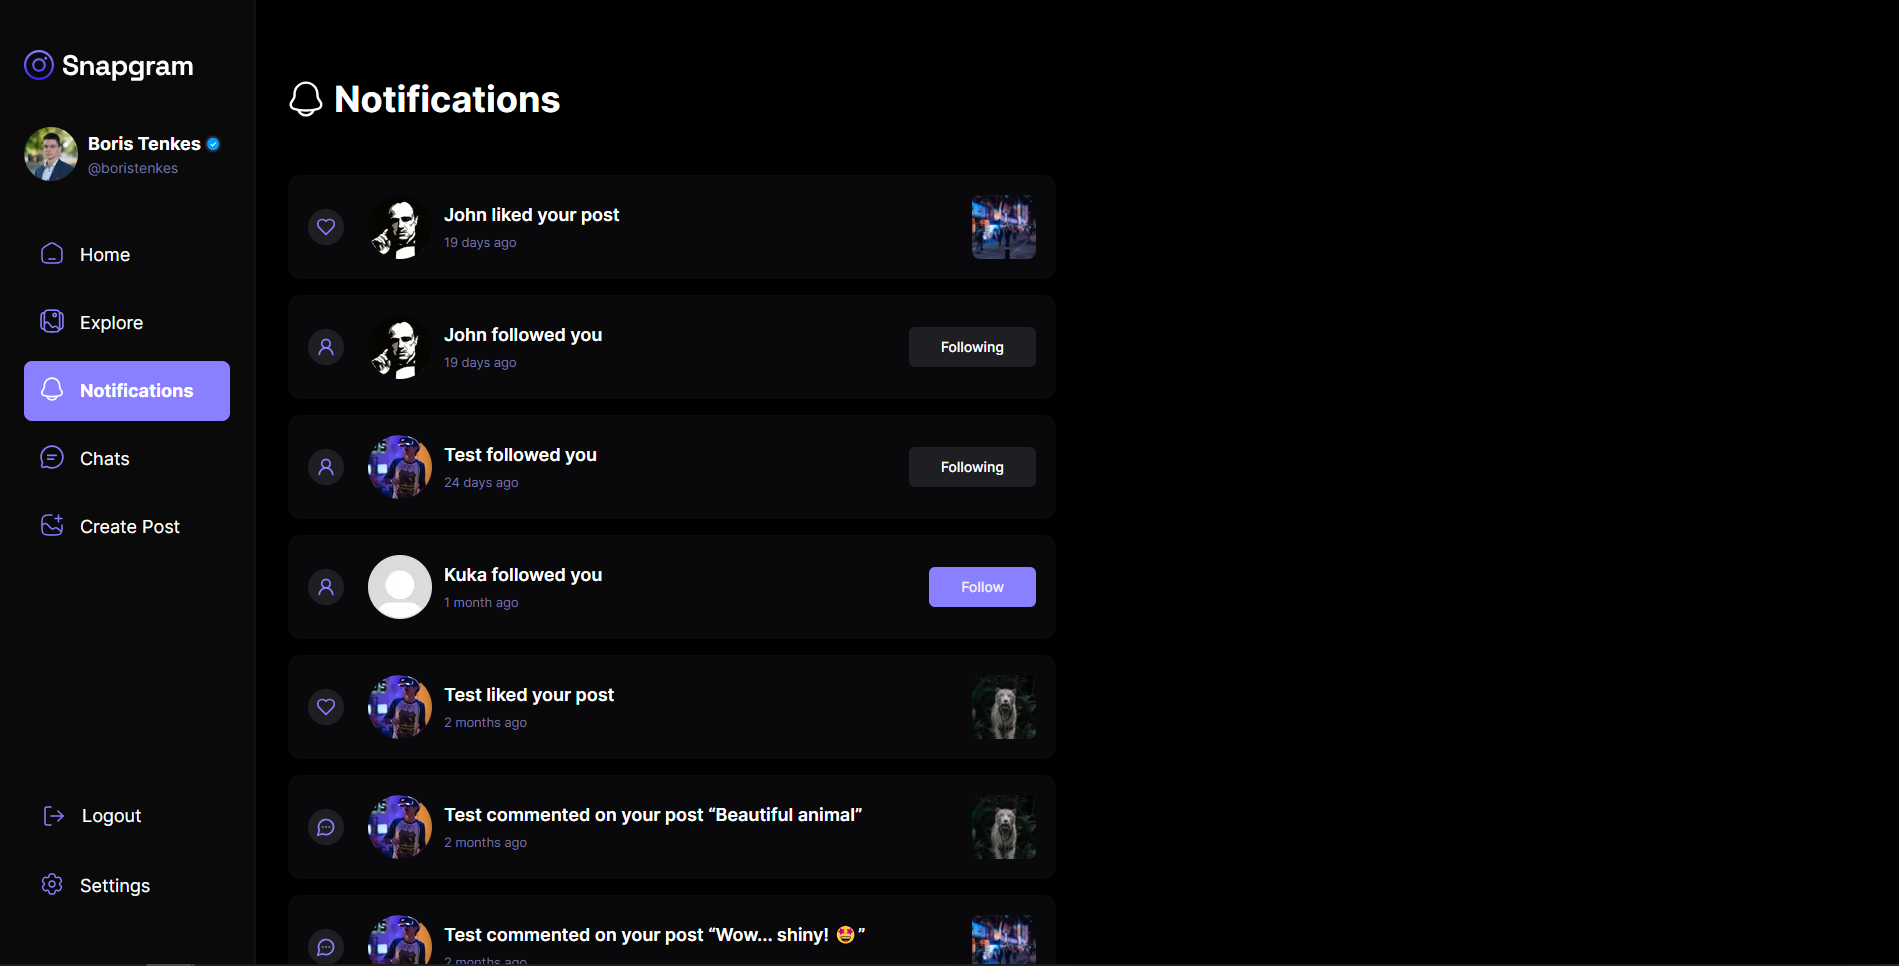 Snapgram
Boris Tenkes
@boristenkes
Home
Explore
Notifications
Chats
Create Post
Logout
Settings
Notifications
John liked your post
19 days ago
John followed you
19 days ago
Following
Test followed you
24 days ago
Following
Kuka followed you
1 month ago
Follow
Test liked your post
2 months ago
Test commented on your post “Beautiful animal”
2 months ago
Test commented on your post “Wow... shiny! 🤩”
2 months ago